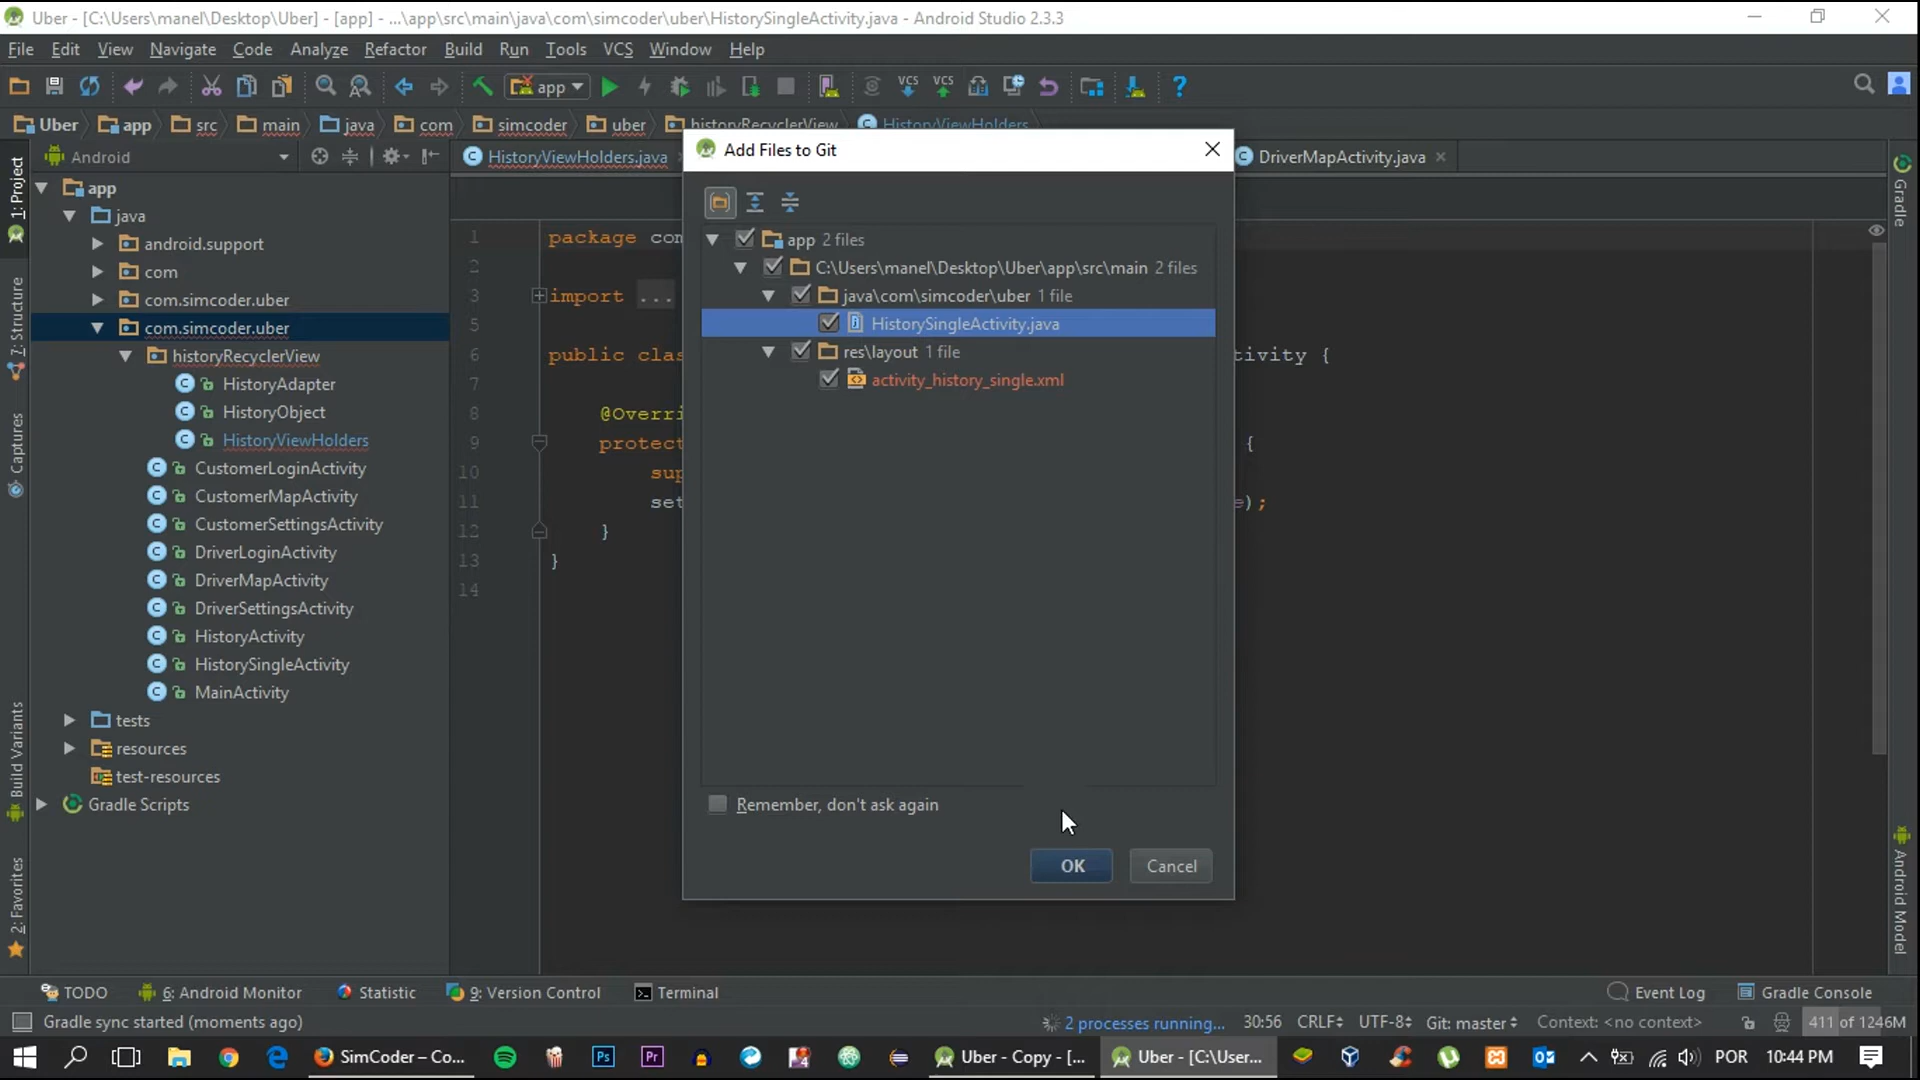 Uber - [C:\Users\manel\Desktop\Uber] - [app] - ...\app\src\main\java\com\simcoder\uber\HistorySingleActivity.java - Android Studio 2.3.3
File Edit View Navigate Code Analyze Refactor Build Run Tools VCS Window Help
app VCS VCS
Uber app src main java com simcoder uber historyRecyclerView HistoryViewHolders
Android
HistoryViewHolders.java
DriverMapActivity.java
1: Project
7: Structure
Captures
Build Variants
2: Favorites
app
java
android.support
com
com.simcoder.uber
com.simcoder.uber
historyRecyclerView
HistoryAdapter
HistoryObject
HistoryViewHolders
CustomerLoginActivity
CustomerMapActivity
CustomerSettingsActivity
DriverLoginActivity
DriverMapActivity
DriverSettingsActivity
HistoryActivity
HistorySingleActivity
MainActivity
tests
resources
test-resources
Gradle Scripts
1 package com
2
3 import ...
5
6 public clas tivity {
7
8 @Overri
9 protect {
10 sup
11 set e);
12 }
13 }
14
Add Files to Git
app 2 files
C:\Users\manel\Desktop\Uber\app\src\main 2 files
java\com\simcoder\uber 1 file
HistorySingleActivity.java
res\layout 1 file
activity_history_single.xml
Remember, don't ask again
OK Cancel
Gradle
Android Model
TODO 6: Android Monitor Statistic 9: Version Control Terminal Event Log Gradle Console
Gradle sync started (moments ago) 2 processes running... 30:56 CRLF UTF-8 Git: master Context: <no context> 411 of 1246M
SimCoder – Co... Ps Pr Uber - Copy - [... Uber - [C:\User... POR 10:44 PM